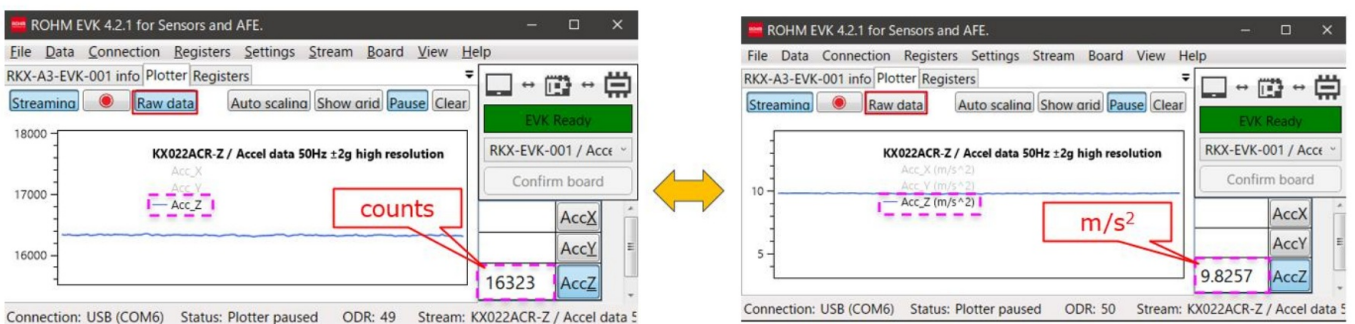 ROHM EVK 4.2.1 for Sensors and AFE.
File Data Connection Registers Settings Stream Board View Help
RKX-A3-EVK-001 info Plotter Registers
Streaming Raw data Auto scaling Show grid Pause Clear
EVK Ready
18000
KX022ACR-Z / Accel data 50Hz ±2g high resolution
RKX-EVK-001 / Acce
Acc_X
Acc_Y
Confirm board
17000
Acc_Z
counts
AccX
AccY
16000
16323 AccZ
Connection: USB (COM6) Status: Plotter paused ODR: 49 Stream: KX022ACR-Z / Accel data 5
ROHM EVK 4.2.1 for Sensors and AFE.
File Data Connection Registers Settings Stream Board View Help
RKX-A3-EVK-001 info Plotter Registers
Streaming Raw data Auto scaling Show grid Pause Clear
EVK Ready
KX022ACR-Z / Accel data 50Hz ±2g high resolution
RKX-EVK-001 / Acce
Acc_X (m/s^2)
Acc_Y (m/s^2)
Confirm board
10
Acc_Z (m/s^2)
m/s²
AccX
AccY
5
9.8257 AccZ
Connection: USB (COM6) Status: Plotter paused ODR: 50 Stream: KX022ACR-Z / Accel data 5